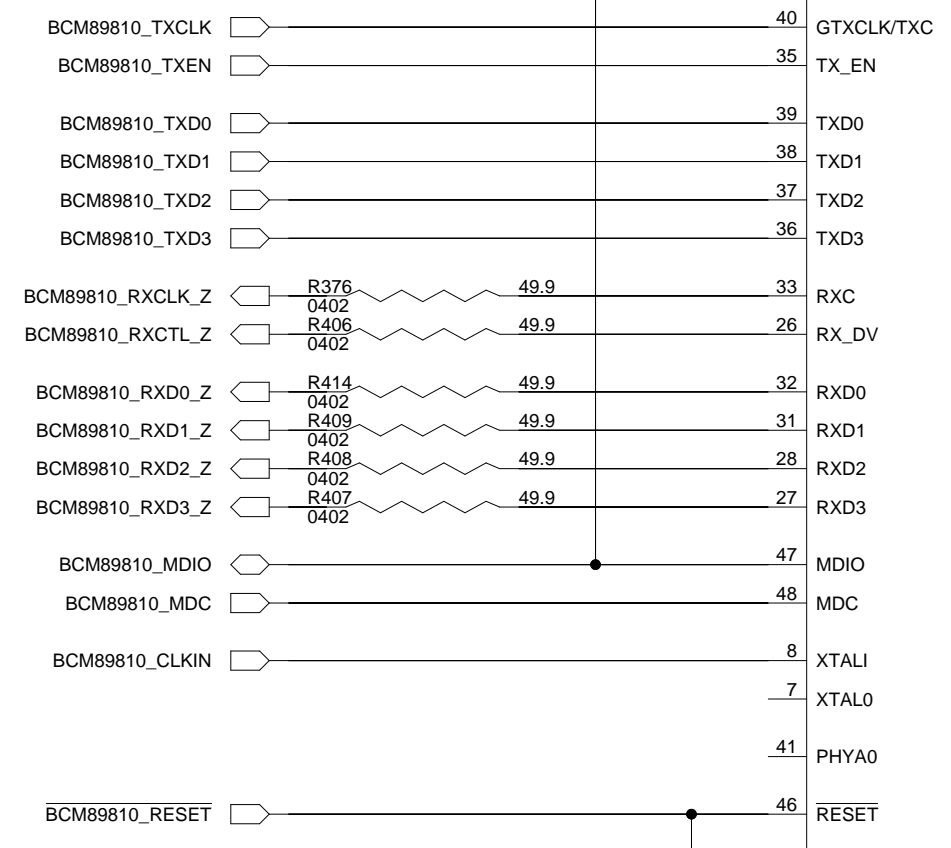 BCM89810_TXCLK 40 GTXCLK/TXC
BCM89810_TXEN 35 TX_EN
BCM89810_TXD0 39 TXD0
BCM89810_TXD1 38 TXD1
BCM89810_TXD2 37 TXD2
BCM89810_TXD3 36 TXD3
BCM89810_RXCLK_Z R376 0402 49.9 33 RXC
BCM89810_RXCTL_Z R406 0402 49.9 26 RX_DV
BCM89810_RXD0_Z R414 0402 49.9 32 RXD0
BCM89810_RXD1_Z R409 0402 49.9 31 RXD1
BCM89810_RXD2_Z R408 0402 49.9 28 RXD2
BCM89810_RXD3_Z R407 0402 49.9 27 RXD3
BCM89810_MDIO 47 MDIO
BCM89810_MDC 48 MDC
BCM89810_CLKIN 8 XTALI
7 XTAL0
41 PHYA0
BCM89810_RESET 46 RESET